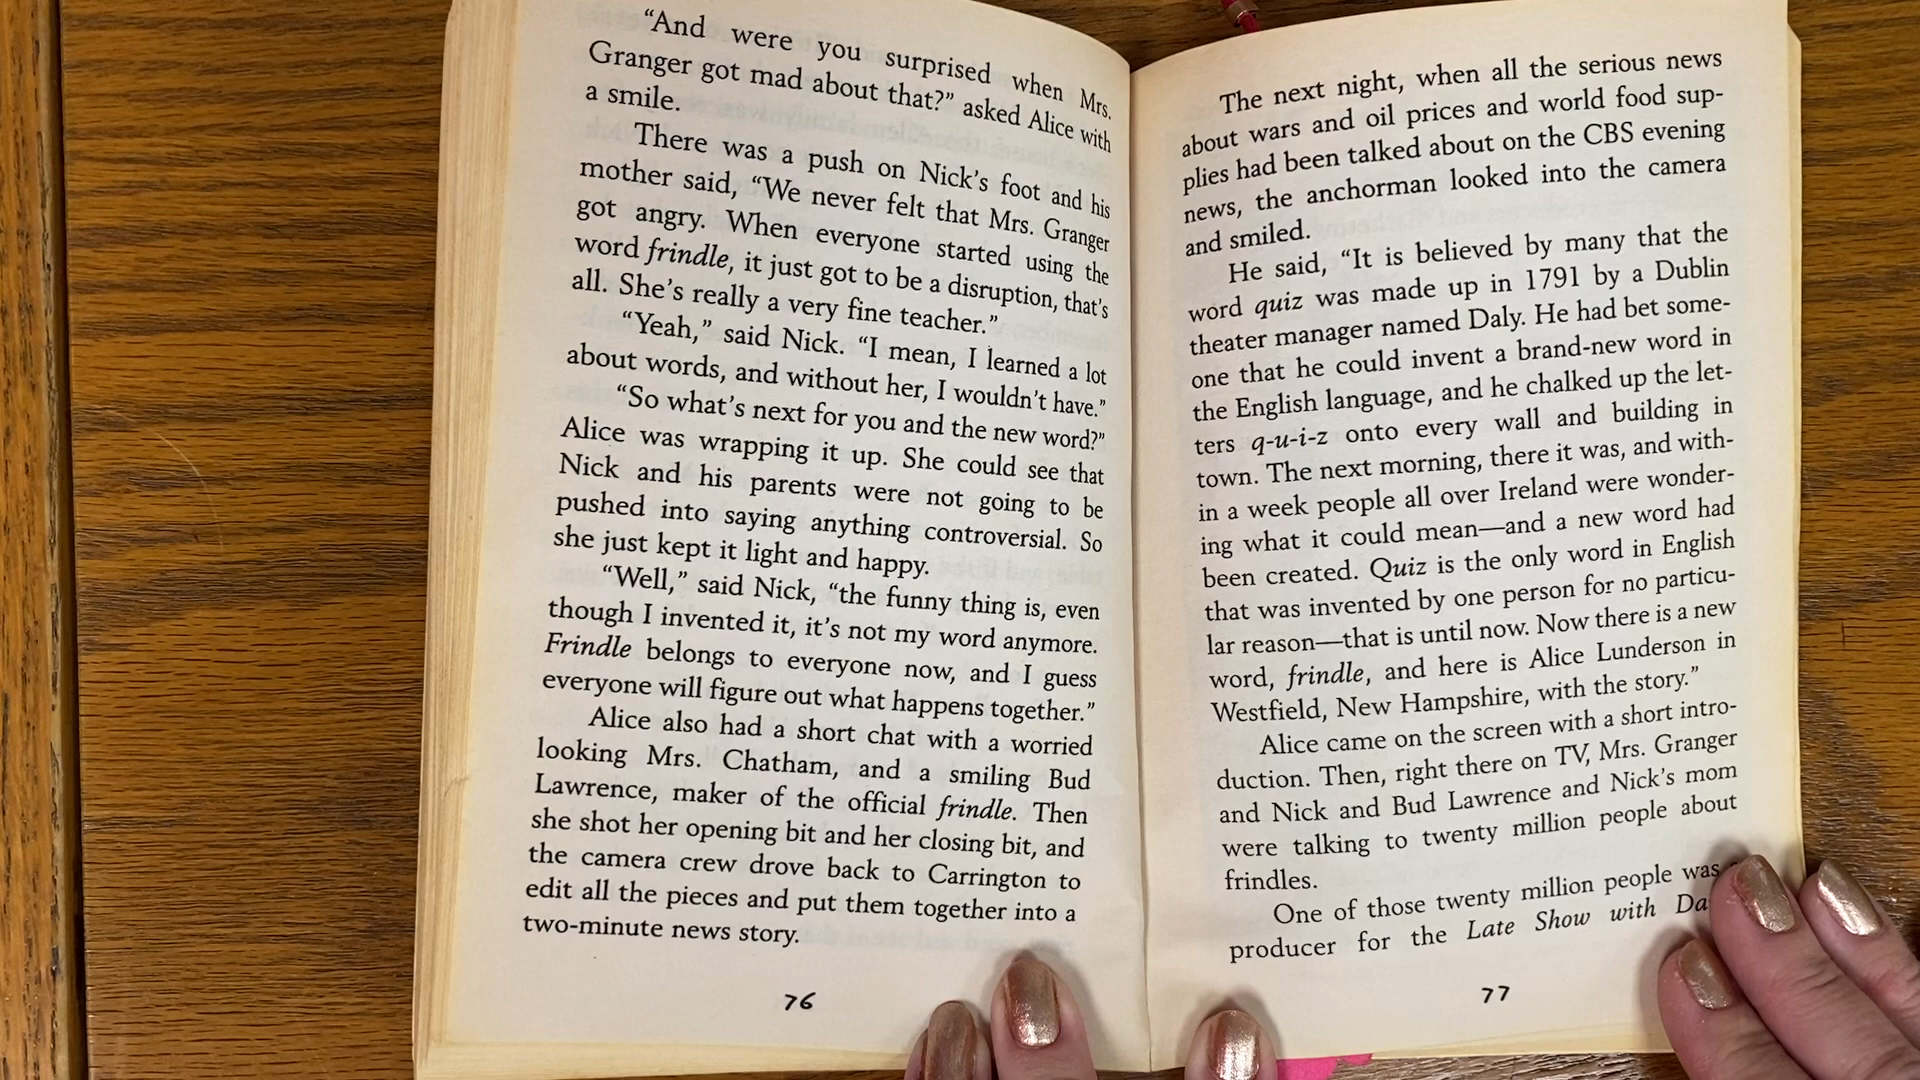 “And were you surprised when Mrs.
Granger got mad about that?” asked Alice with
a smile.
There was a push on Nick’s foot and his
mother said, “We never felt that Mrs. Granger
got angry. When everyone started using the
word frindle, it just got to be a disruption, that’s
all. She’s really a very fine teacher.”
“Yeah,” said Nick. “I mean, I learned a lot
about words, and without her, I wouldn’t have.”
“So what’s next for you and the new word?”
Alice was wrapping it up. She could see that
Nick and his parents were not going to be
pushed into saying anything controversial. So
she just kept it light and happy.
“Well,” said Nick, “the funny thing is, even
though I invented it, it’s not my word anymore.
Frindle belongs to everyone now, and I guess
everyone will figure out what happens together.”
Alice also had a short chat with a worried
looking Mrs. Chatham, and a smiling Bud
Lawrence, maker of the official frindle. Then
she shot her opening bit and her closing bit, and
the camera crew drove back to Carrington to
edit all the pieces and put them together into a
two-minute news story.
76
The next night, when all the serious news
about wars and oil prices and world food sup-
plies had been talked about on the CBS evening
news, the anchorman looked into the camera
and smiled.
He said, “It is believed by many that the
word quiz was made up in 1791 by a Dublin
theater manager named Daly. He had bet some-
one that he could invent a brand-new word in
the English language, and he chalked up the let-
ters q-u-i-z onto every wall and building in
town. The next morning, there it was, and with-
in a week people all over Ireland were wonder-
ing what it could mean—and a new word had
been created. Quiz is the only word in English
that was invented by one person for no particu-
lar reason—that is until now. Now there is a new
word, frindle, and here is Alice Lunderson in
Westfield, New Hampshire, with the story.”
Alice came on the screen with a short intro-
duction. Then, right there on TV, Mrs. Granger
and Nick and Bud Lawrence and Nick’s mom
were talking to twenty million people about
frindles.
One of those twenty million people was
producer for the Late Show with
77